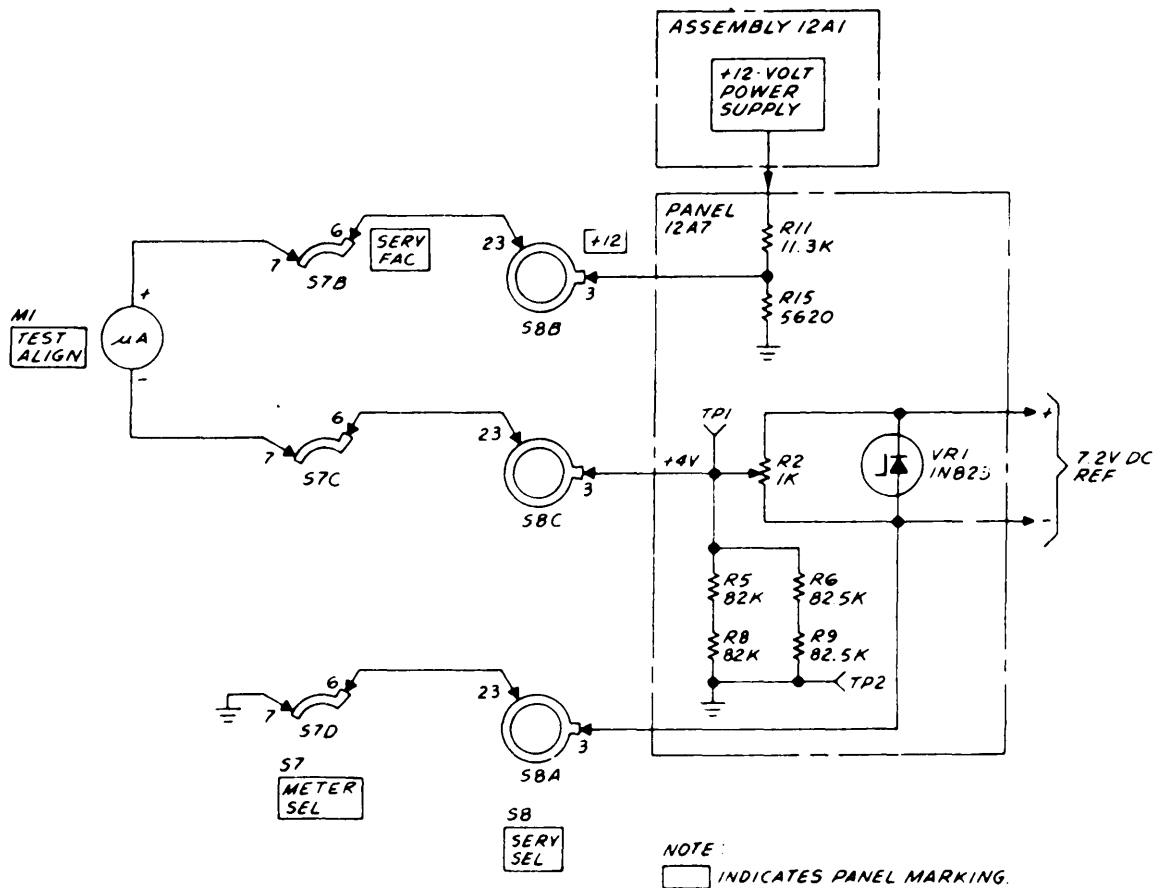 ASSEMBLY 12A1
+12-VOLT
POWER
SUPPLY
PANEL
12A7
R11
11.3K
+12
3
23
S8B
6
SERV
FAC
7
S7B
R15
5620
M1
TEST
ALIGN
+
μA
-
6
7
S7C
23
3
S8C
TP1
+4V
R2
1K
VR1
+
7.2V DC
REF
-
R5
82K
R6
82.5K
R8
82K
R9
82.5K
TP2
6
7
S7D
23
3
S8A
S7
METER
SEL
S8
SERV
SEL
NOTE:
INDICATES PANEL MARKING.